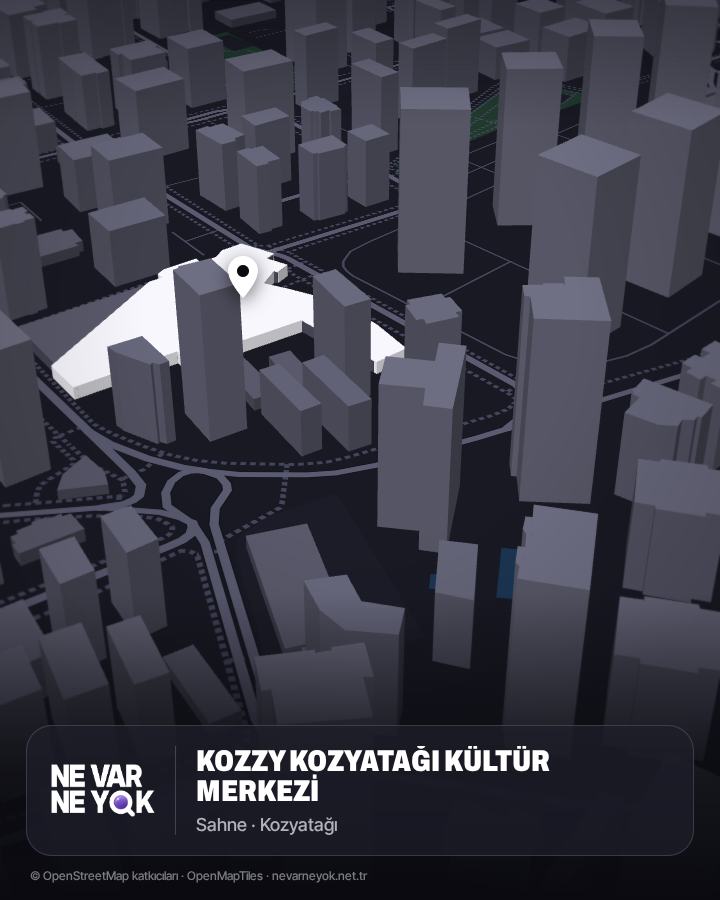 NE VAR
NE YOK
KOZZY KOZYATAĞI KÜLTÜR
MERKEZİ
Sahne · Kozyatağı
© OpenStreetMap katkıcıları · OpenMapTiles · nevarneyok.net.tr